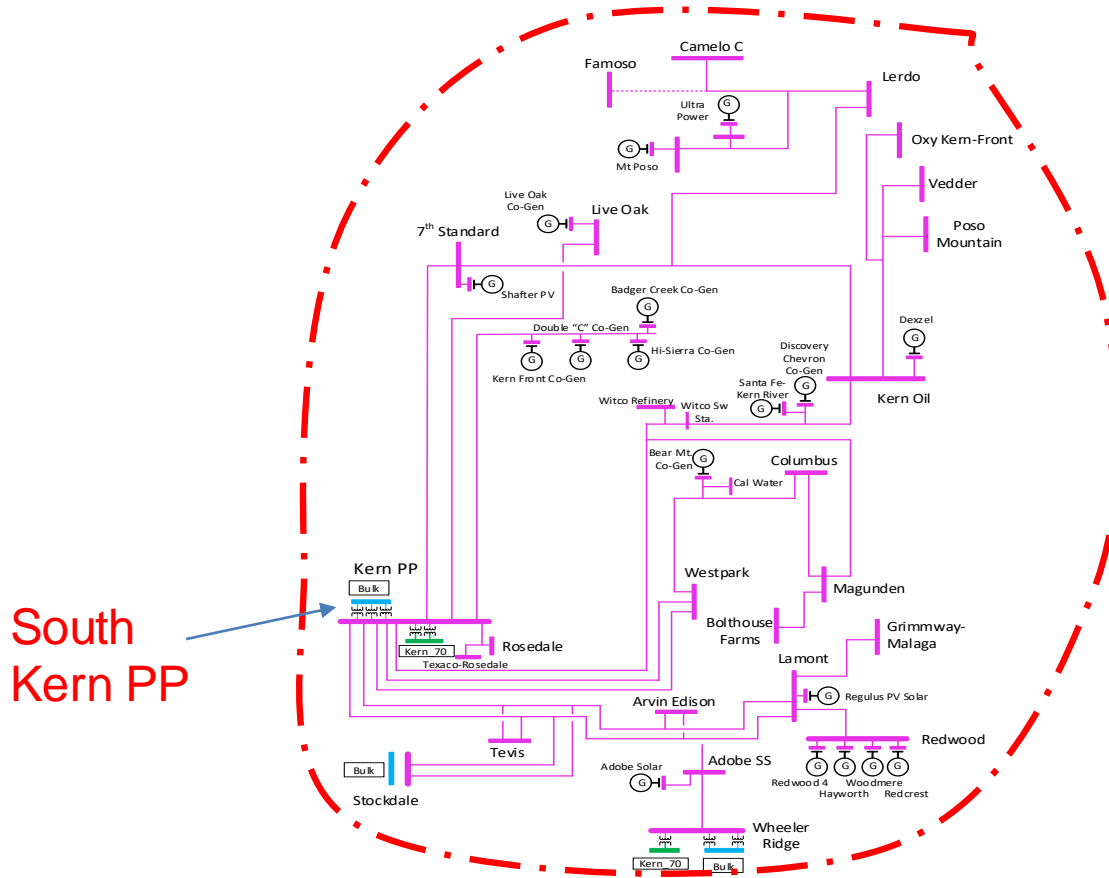 Camelo C
Famoso
Lerdo
Ultra
Power
G
Oxy Kern-Front
G
Mt Poso
Vedder
Live Oak
Co-Gen
G
Live Oak
Poso
Mountain
7th Standard
G
Shafter PV
Badger Creek Co-Gen
G
Dexzel
G
Double "C" Co-Gen
Hi-Sierra Co-Gen
G
G
G
Kern Front Co-Gen
Discovery
Chevron
Co-Gen
G
Santa Fe-
Kern River
G
Kern Oil
Witco Refinery
Witco Sw
Sta.
Bear Mt.
Co-Gen
G
Columbus
Cal Water
Kern PP
Bulk
Westpark
Magunden
South
Kern PP
Bolthouse
Farms
Grimmway-
Malaga
Rosedale
Kern_70
Texaco-Rosedale
Lamont
G
Regulus PV Solar
Arvin Edison
Tevis
Redwood
Bulk
Stockdale
Adobe Solar
G
Adobe SS
G
G
G
G
Redwood 4
Woodmere
Hayworth
Redcrest
Wheeler
Ridge
Kern_70
Bulk